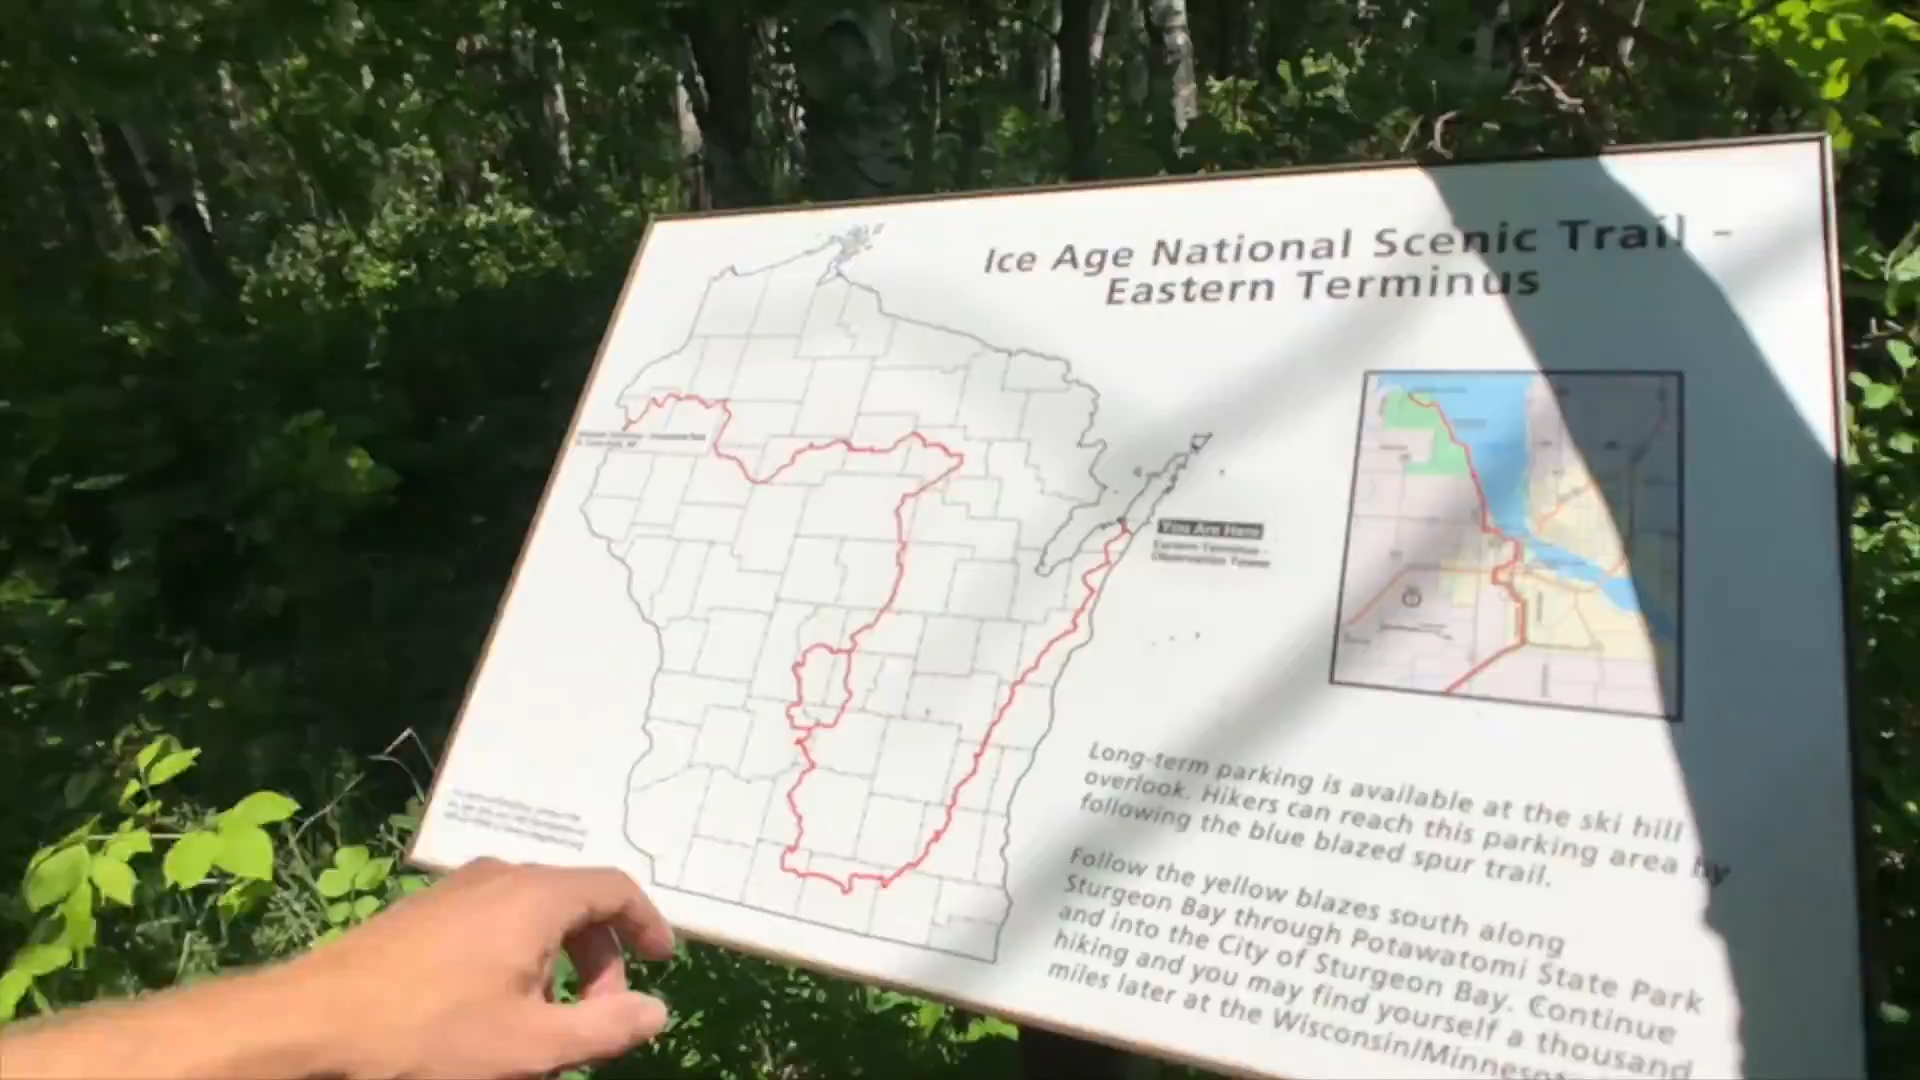 Ice Age National Scenic Trail –
Eastern Terminus
You Are Here
Eastern Terminus -
Observation Tower
Long-term parking is available at the ski hill
overlook. Hikers can reach this parking area by
following the blue blazed spur trail.
Follow the yellow blazes south along
Sturgeon Bay through Potawatomi State Park
and into the City of Sturgeon Bay. Continue
hiking and you may find yourself a thousand
miles later at the Wisconsin/Minnesot